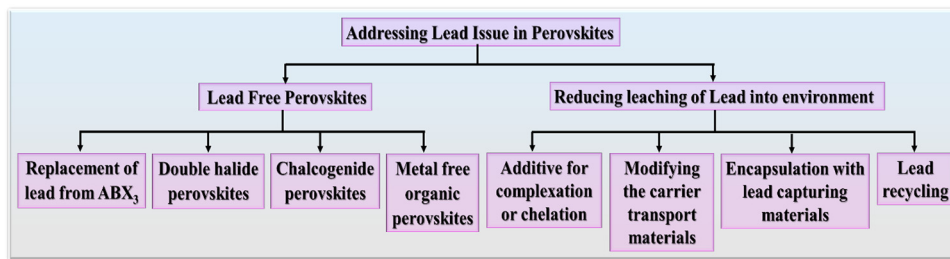 Addressing Lead Issue in Perovskites
Lead Free Perovskites
Reducing leaching of Lead into environment
Replacement of
lead from ABX₃
Double halide
perovskites
Chalcogenide
perovskites
Metal free
organic
perovskites
Additive for
complexation
or chelation
Modifying
the carrier
transport
materials
Encapsulation with
lead capturing
materials
Lead
recycling